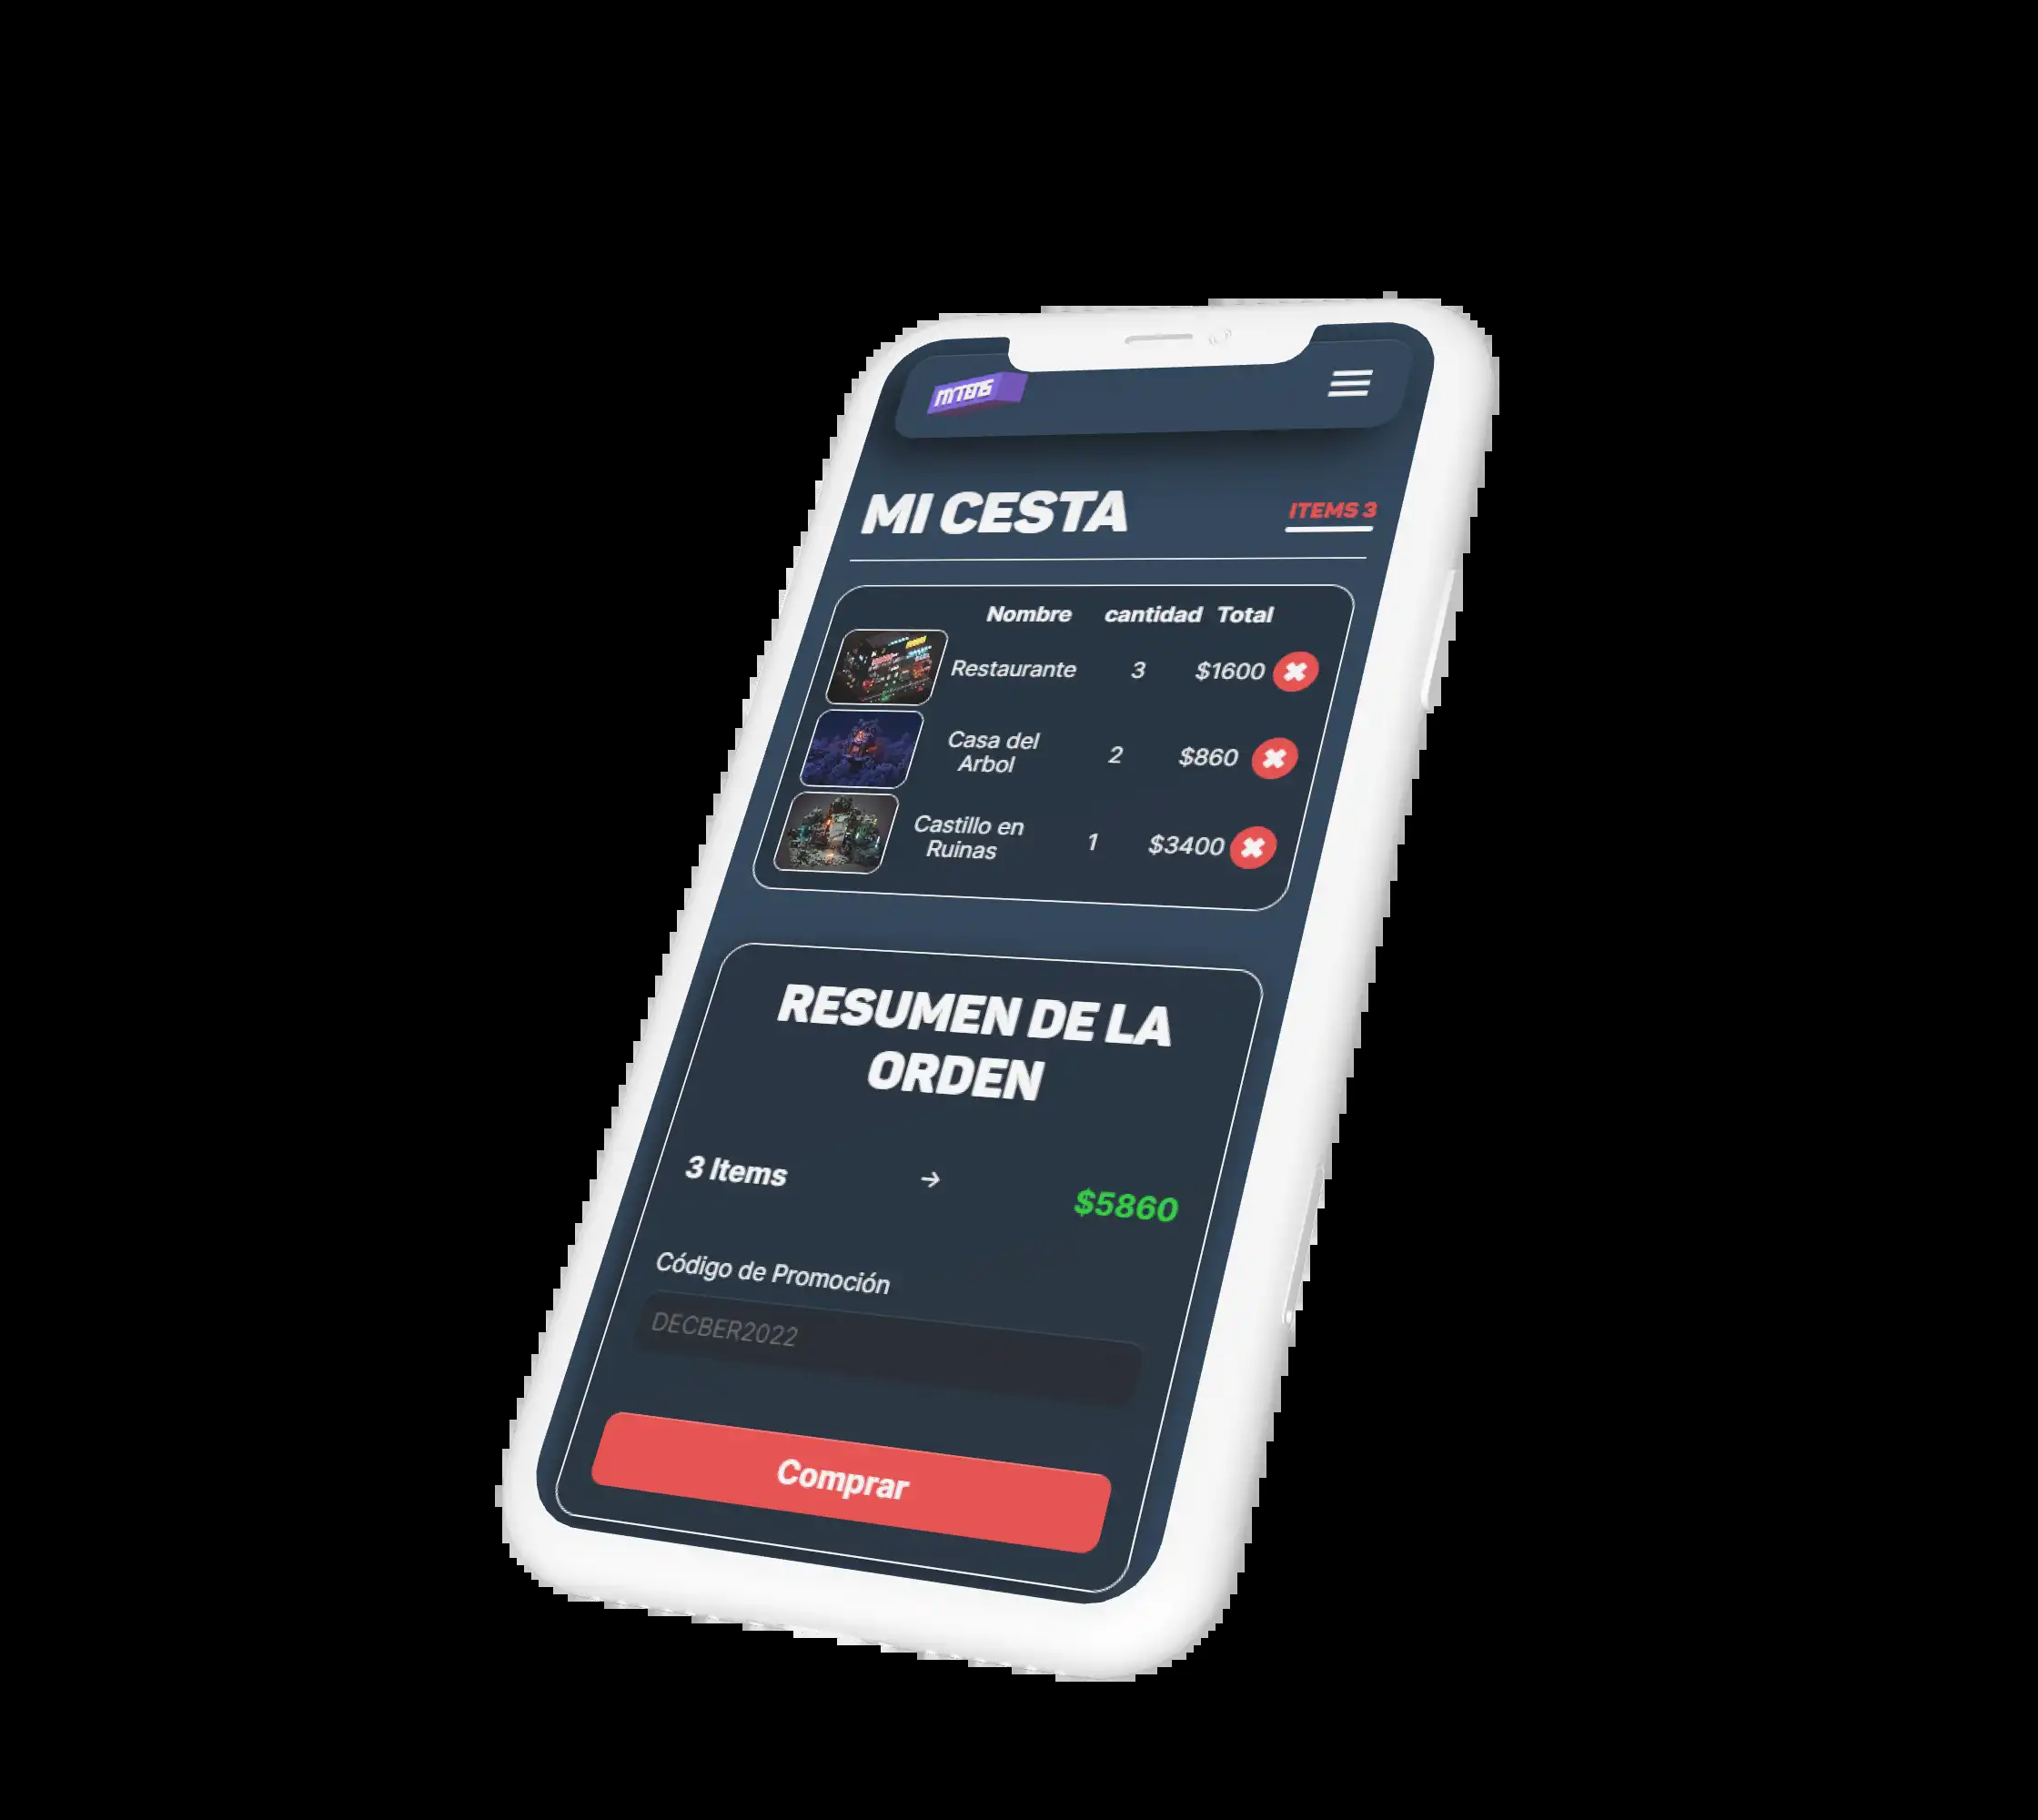 MI CESTA
ITEMS 3
Nombre cantidad Total
Restaurante 3 $1600
Casa del
Arbol 2 $860
Castillo en
Ruinas 1 $3400
RESUMEN DE LA
ORDEN
3 Items → $5860
Código de Promoción
DECBER2022
Comprar